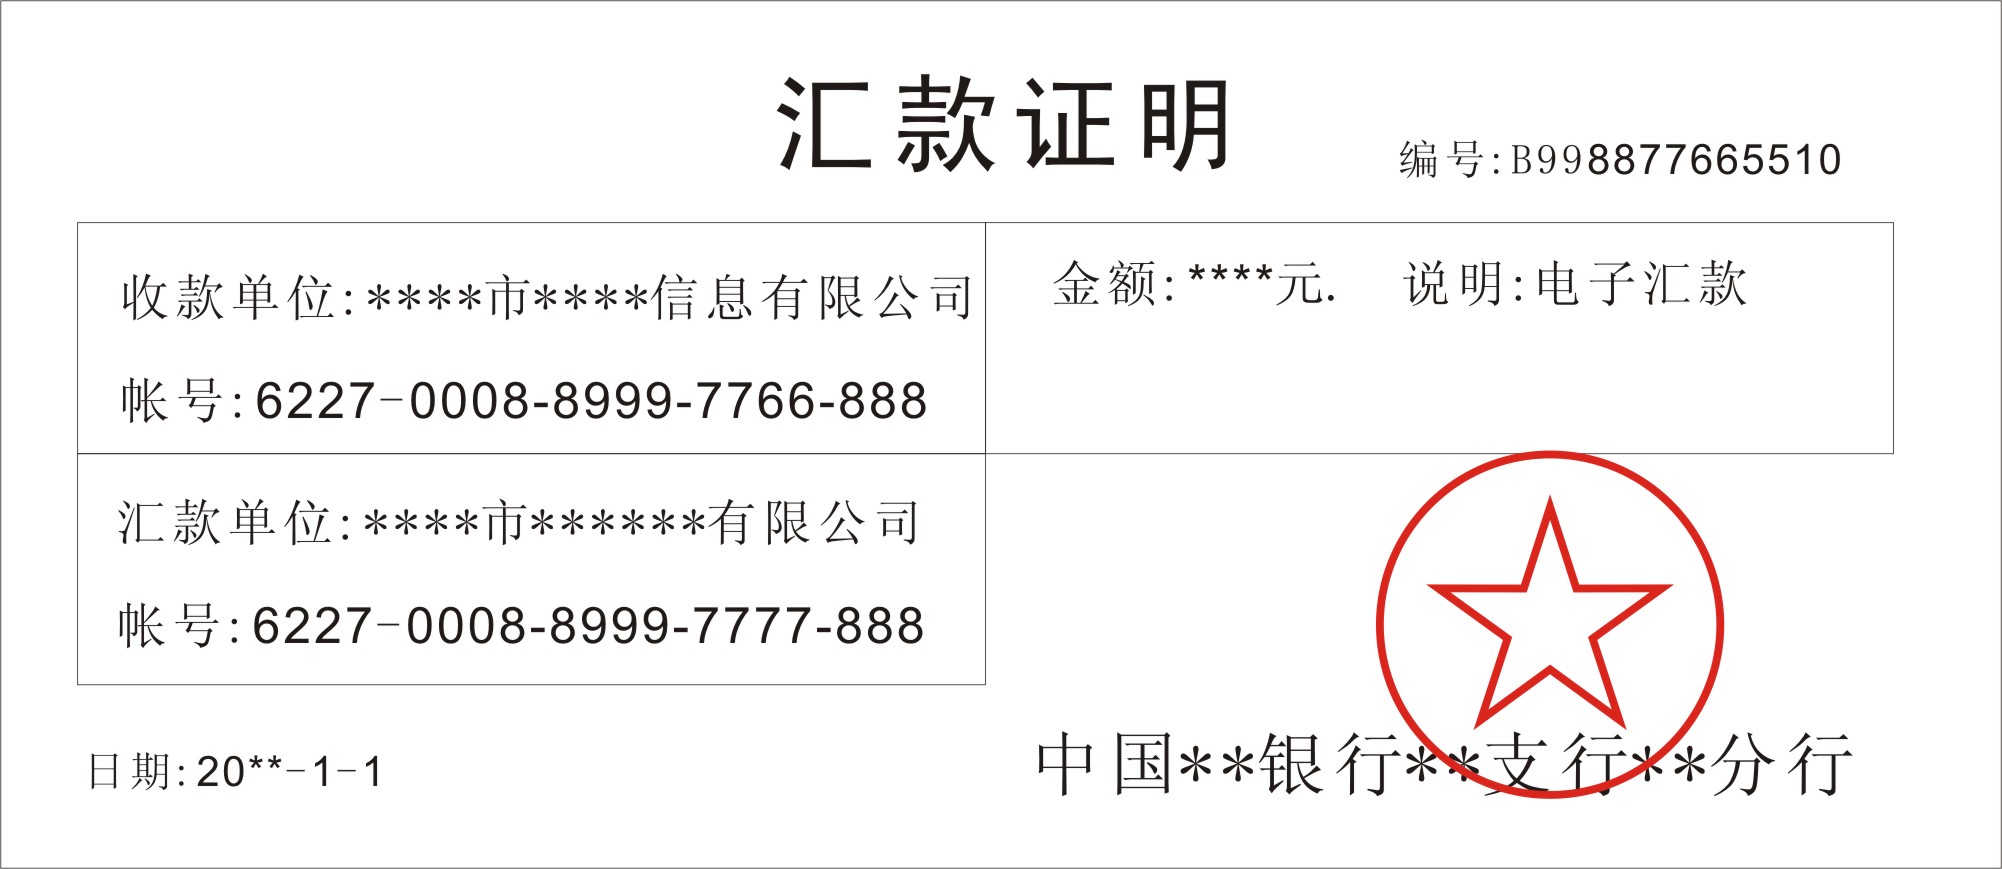 汇款证明
编号:B998877665510
收款单位:****市****信息有限公司
帐号:6227-0008-8999-7766-888
金额:****元. 说明:电子汇款
汇款单位:****市******有限公司
帐号:6227-0008-8999-7777-888
日期:20**-1-1
中国**银行**支行**分行